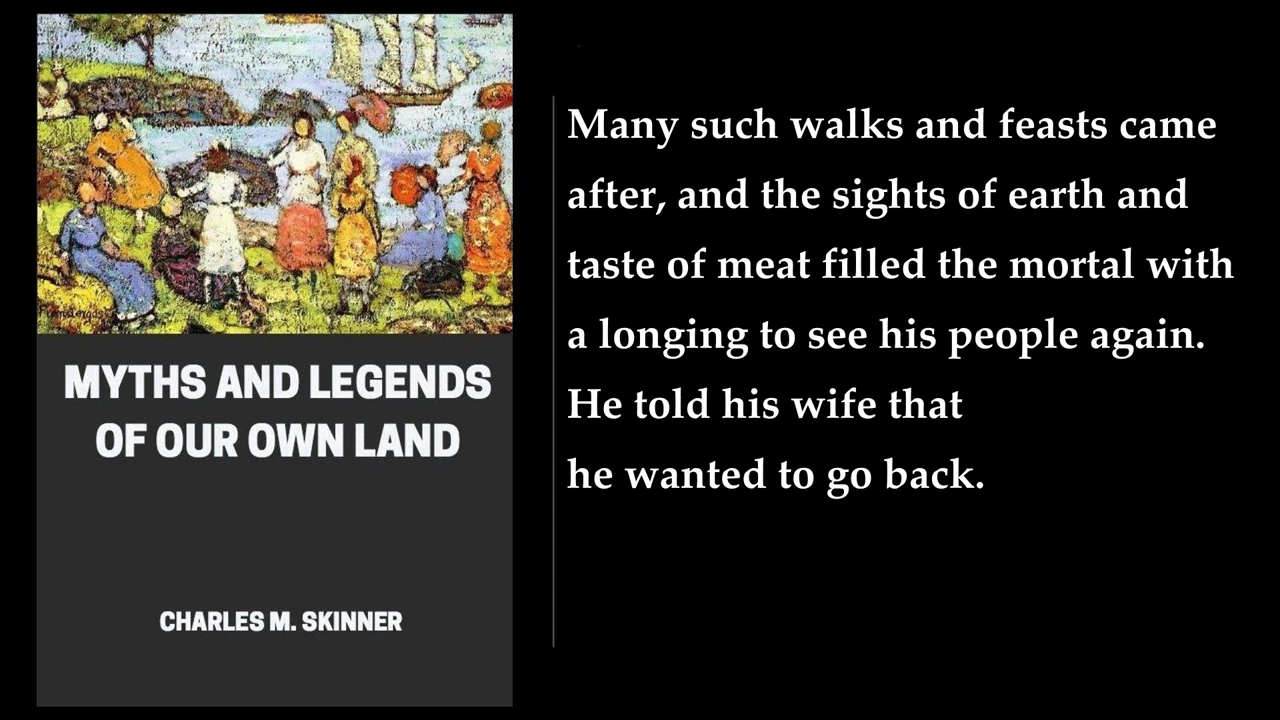 MYTHS AND LEGENDS
OF OUR OWN LAND
CHARLES M. SKINNER
Many such walks and feasts came
after, and the sights of earth and
taste of meat filled the mortal with
a longing to see his people again.
He told his wife that
he wanted to go back.